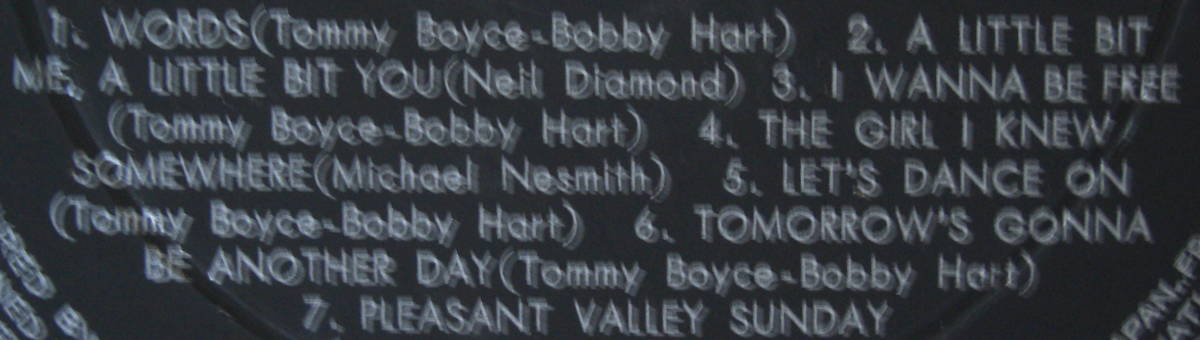 1. WORDS(Tommy Boyce-Bobby Hart) 2. A LITTLE BIT
ME, A LITTLE BIT YOU(Neil Diamond) 3. I WANNA BE FREE
(Tommy Boyce-Bobby Hart) 4. THE GIRL I KNEW
SOMEWHERE(Michael Nesmith) 5. LET'S DANCE ON
(Tommy Boyce-Bobby Hart) 6. TOMORROW'S GONNA
BE ANOTHER DAY(Tommy Boyce-Bobby Hart)
7. PLEASANT VALLEY SUNDAY
BY